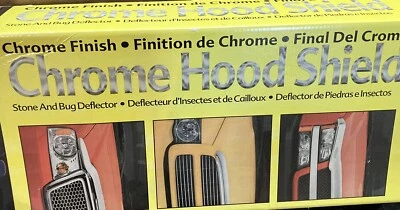 Chrome Finish • Finition de Chrome • Final Del Crom
Chrome Hood Shield
Stone And Bug Deflector • Deflecteur d'Insectes et de Cailloux • Deflector de Piedras e Insectos